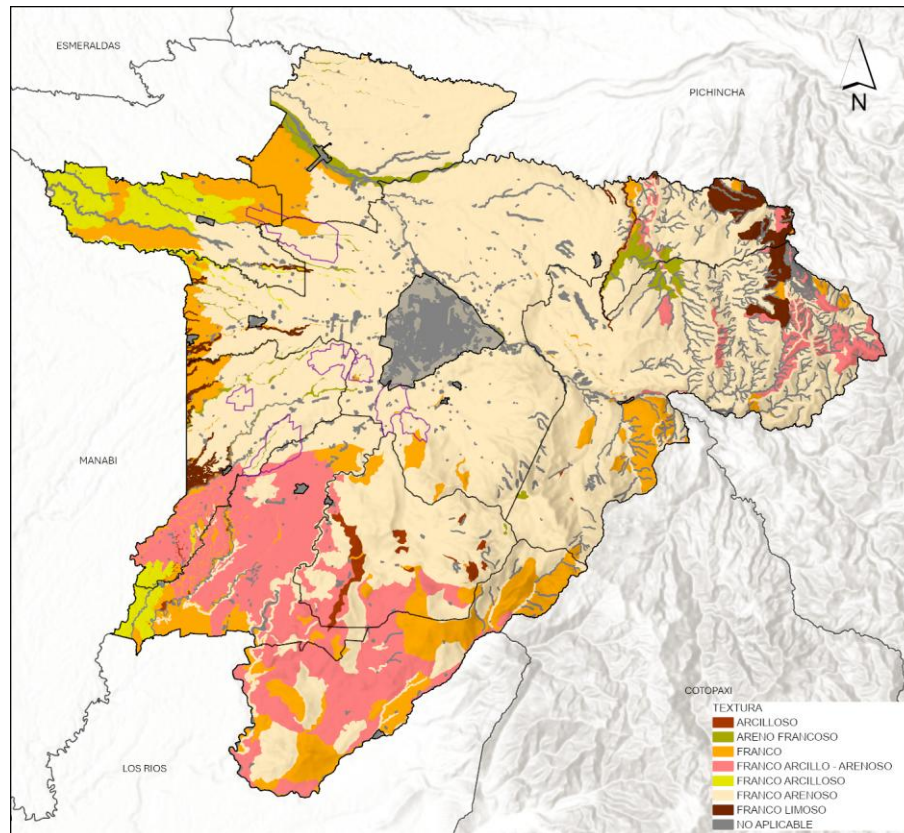 ESMERALDAS
PICHINCHA
N
MANABI
COTOPAXI
LOS RIOS
TEXTURA
ARCILLOSO
ARENO FRANCOSO
FRANCO
FRANCO ARCILLO - ARENOSO
FRANCO ARCILLOSO
FRANCO ARENOSO
FRANCO LIMOSO
NO APLICABLE